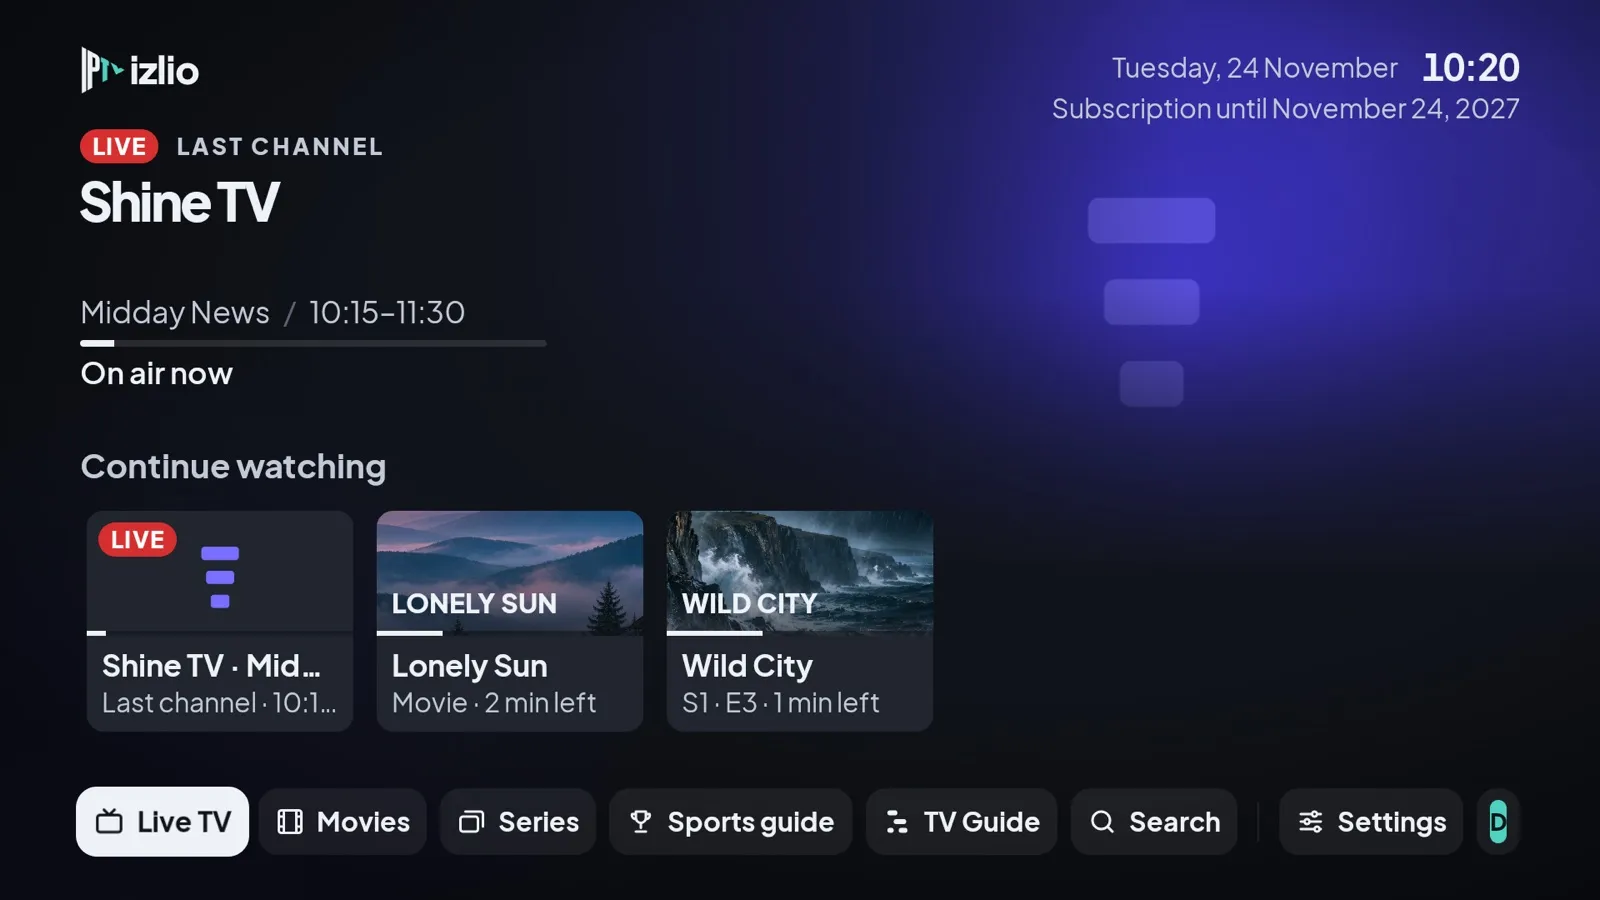 IPTV izlio
Tuesday, 24 November 10:20
Subscription until November 24, 2027
LIVE LAST CHANNEL
Shine TV
Midday News / 10:15–11:30
On air now
Continue watching
LIVE
LONELY SUN
WILD CITY
Shine TV · Mid...
Last channel · 10:1...
Lonely Sun
Movie · 2 min left
Wild City
S1 · E3 · 1 min left
Live TV
Movies
Series
Sports guide
TV Guide
Search
Settings
D